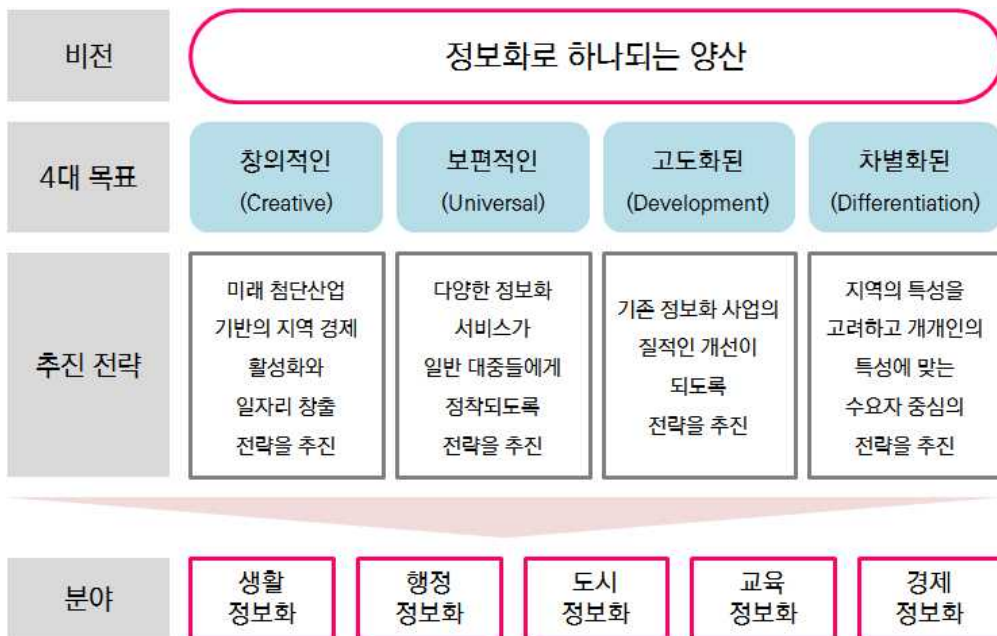 비전
정보화로 하나되는 양산
4대 목표
창의적인
(Creative)
보편적인
(Universal)
고도화된
(Development)
차별화된
(Differentiation)
추진 전략
미래 첨단산업
기반의 지역 경제
활성화와
일자리 창출
전략을 추진
다양한 정보화
서비스가
일반 대중들에게
정착되도록
전략을 추진
기존 정보화 사업의
질적인 개선이
되도록
전략을 추진
지역의 특성을
고려하고 개개인의
특성에 맞는
수요자 중심의
전략을 추진
분야
생활
정보화
행정
정보화
도시
정보화
교육
정보화
경제
정보화